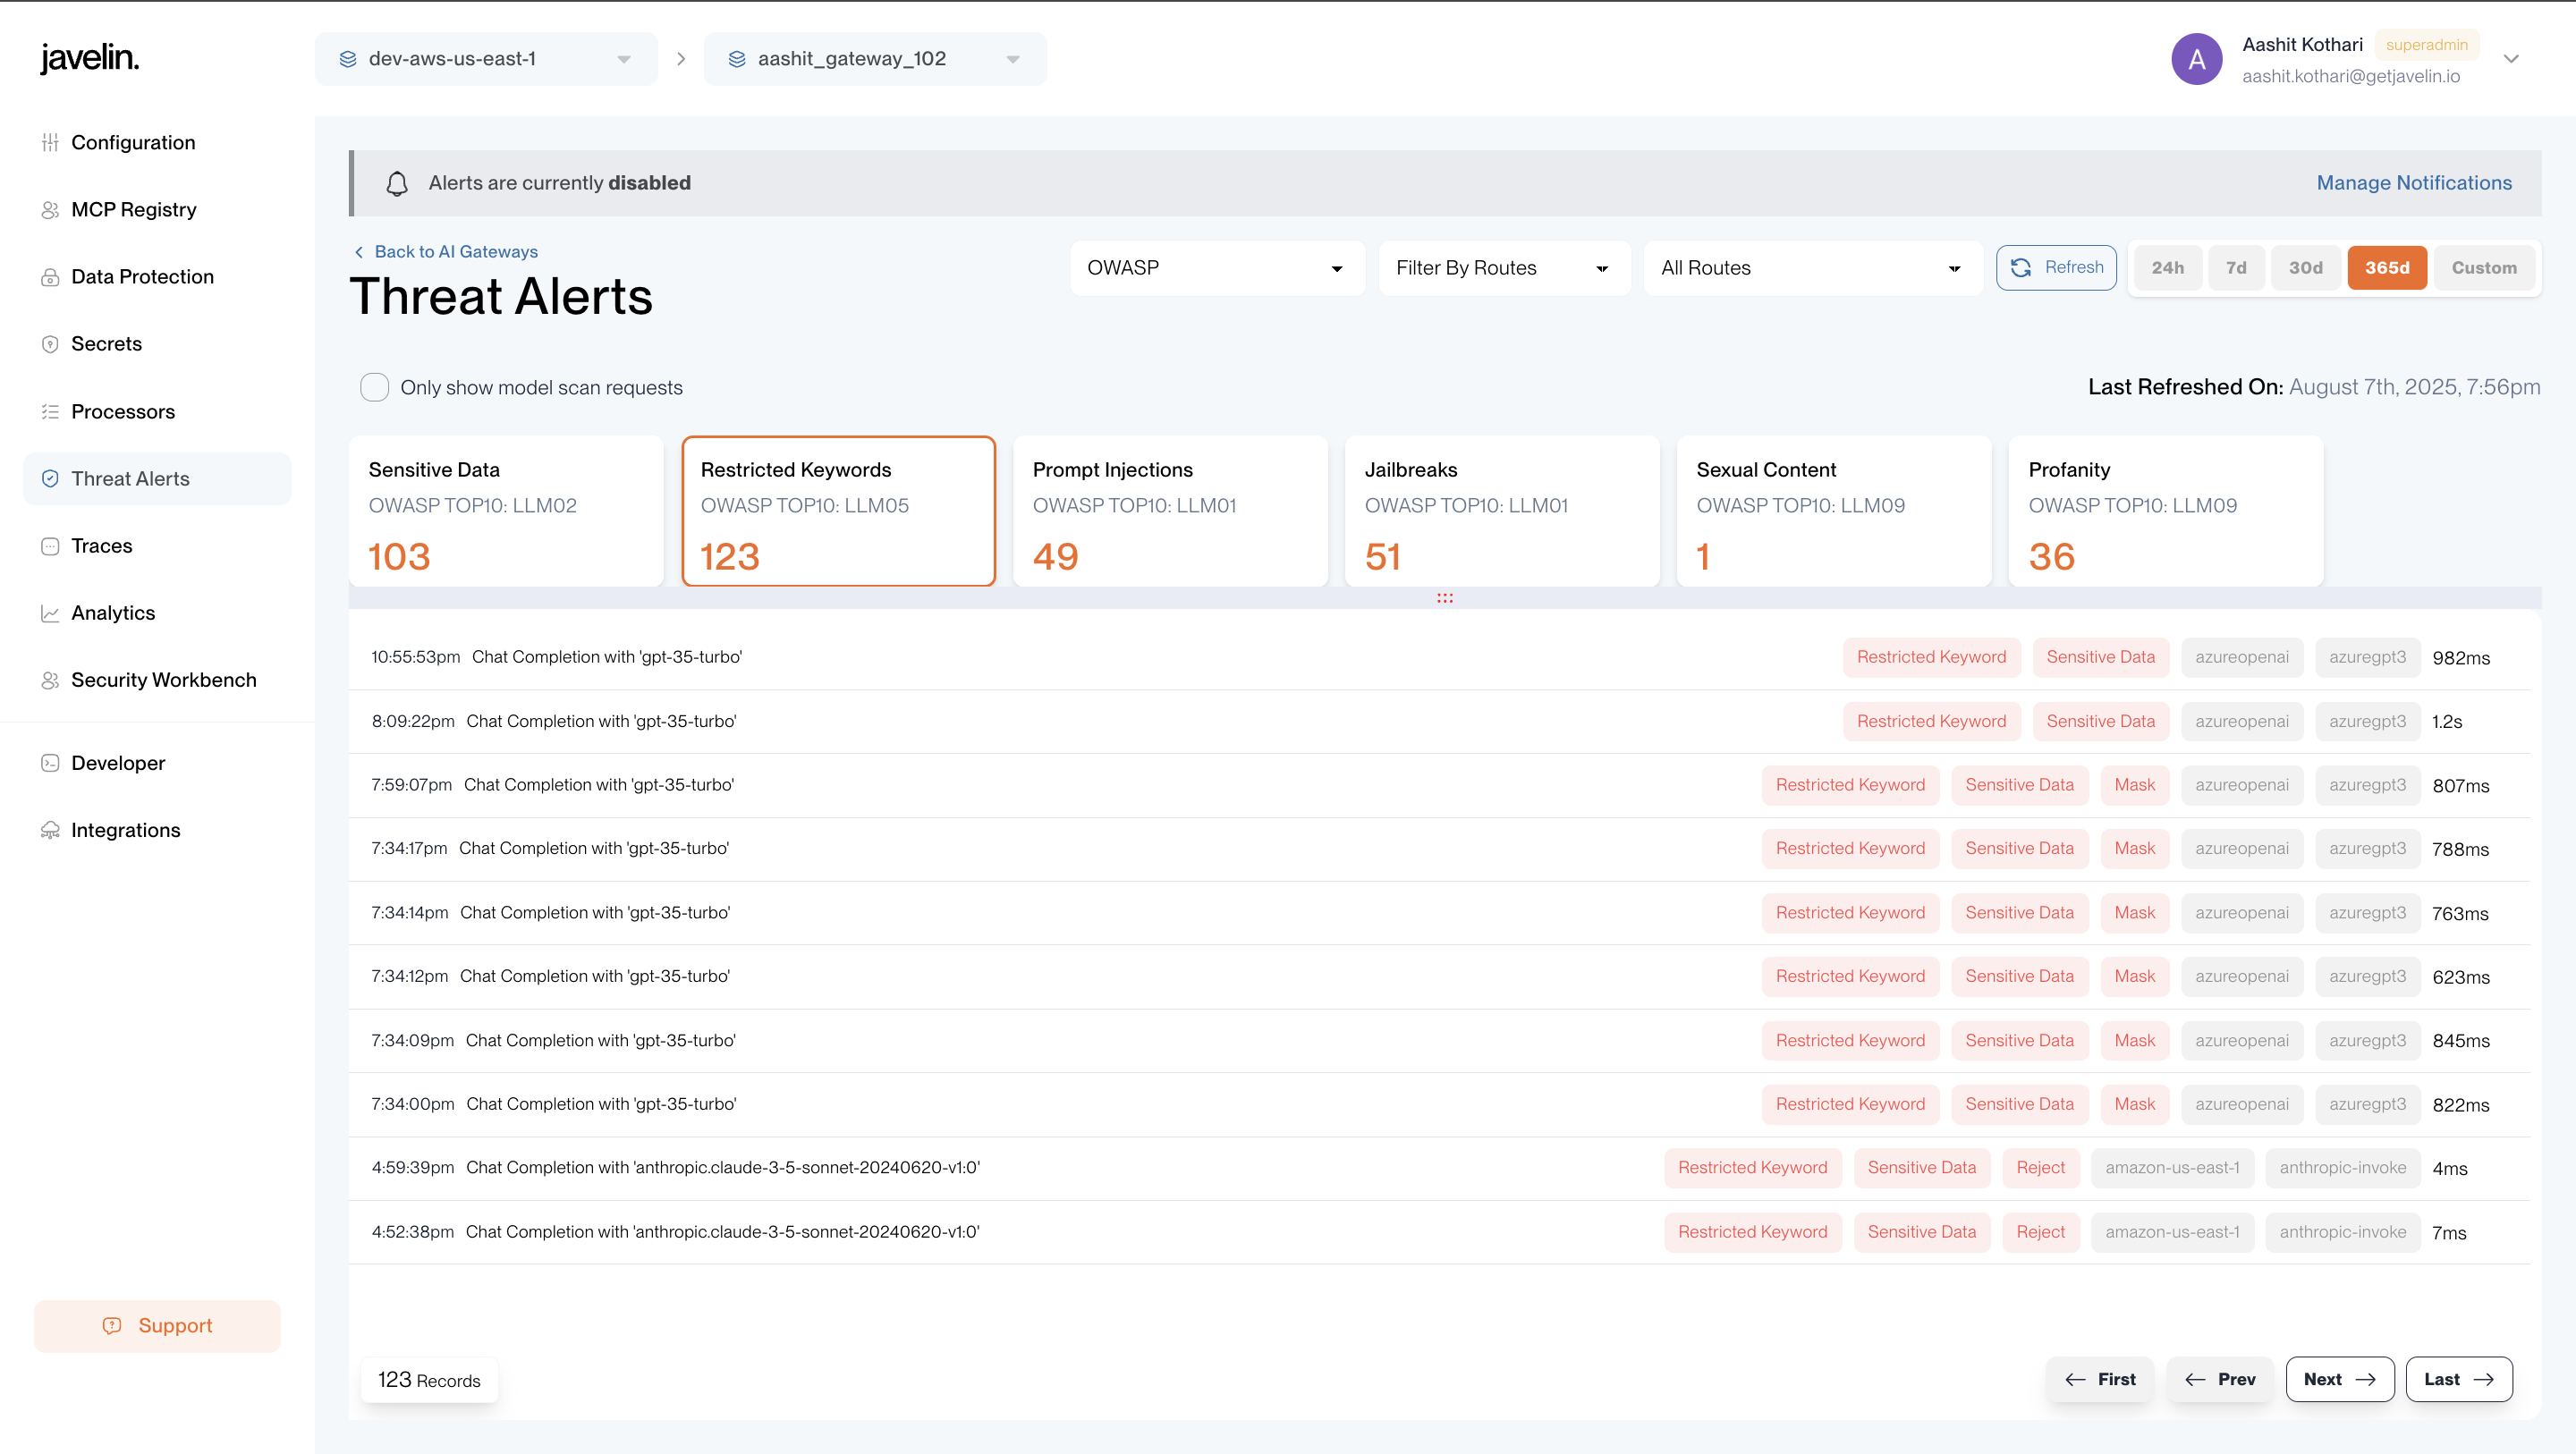 javelin.
dev-aws-us-east-1
aashit_gateway_102
A
Aashit Kothari superadmin
aashit.kothari@getjavelin.io
Configuration
MCP Registry
Data Protection
Secrets
Processors
Threat Alerts
Traces
Analytics
Security Workbench
Developer
Integrations
Support
Alerts are currently disabled
Manage Notifications
Back to AI Gateways
Threat Alerts
OWASP
Filter By Routes
All Routes
Refresh
24h 7d 30d 365d Custom
Only show model scan requests
Last Refreshed On: August 7th, 2025, 7:56pm
Sensitive Data
OWASP TOP10: LLM02
103
Restricted Keywords
OWASP TOP10: LLM05
123
Prompt Injections
OWASP TOP10: LLM01
49
Jailbreaks
OWASP TOP10: LLM01
51
Sexual Content
OWASP TOP10: LLM09
1
Profanity
OWASP TOP10: LLM09
36
10:55:53pm Chat Completion with 'gpt-35-turbo' Restricted Keyword Sensitive Data azureopenai azuregpt3 982ms
8:09:22pm Chat Completion with 'gpt-35-turbo' Restricted Keyword Sensitive Data azureopenai azuregpt3 1.2s
7:59:07pm Chat Completion with 'gpt-35-turbo' Restricted Keyword Sensitive Data Mask azureopenai azuregpt3 807ms
7:34:17pm Chat Completion with 'gpt-35-turbo' Restricted Keyword Sensitive Data Mask azureopenai azuregpt3 788ms
7:34:14pm Chat Completion with 'gpt-35-turbo' Restricted Keyword Sensitive Data Mask azureopenai azuregpt3 763ms
7:34:12pm Chat Completion with 'gpt-35-turbo' Restricted Keyword Sensitive Data Mask azureopenai azuregpt3 623ms
7:34:09pm Chat Completion with 'gpt-35-turbo' Restricted Keyword Sensitive Data Mask azureopenai azuregpt3 845ms
7:34:00pm Chat Completion with 'gpt-35-turbo' Restricted Keyword Sensitive Data Mask azureopenai azuregpt3 822ms
4:59:39pm Chat Completion with 'anthropic.claude-3-5-sonnet-20240620-v1:0' Restricted Keyword Sensitive Data Reject amazon-us-east-1 anthropic-invoke 4ms
4:52:38pm Chat Completion with 'anthropic.claude-3-5-sonnet-20240620-v1:0' Restricted Keyword Sensitive Data Reject amazon-us-east-1 anthropic-invoke 7ms
123 Records
First Prev Next Last